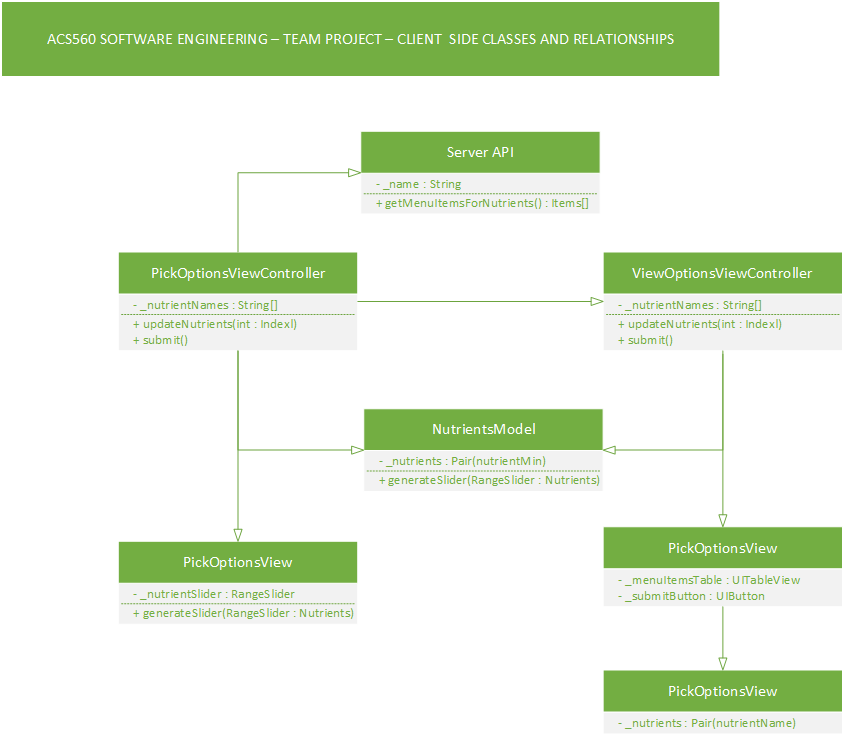 ACS560 SOFTWARE ENGINEERING – TEAM PROJECT – CLIENT SIDE CLASSES AND RELATIONSHIPS
Server API
- _name : String
+ getMenuItemsForNutrients() : Items[]
PickOptionsViewController
- _nutrientNames : String[]
+ updateNutrients(int : Indexl)
+ submit()
ViewOptionsViewController
- _nutrientNames : String[]
+ updateNutrients(int : Indexl)
+ submit()
NutrientsModel
- _nutrients : Pair(nutrientMin)
+ generateSlider(RangeSlider : Nutrients)
PickOptionsView
- _nutrientSlider : RangeSlider
+ generateSlider(RangeSlider : Nutrients)
PickOptionsView
- _menuItemsTable : UITableView
- _submitButton : UIButton
PickOptionsView
- _nutrients : Pair(nutrientName)